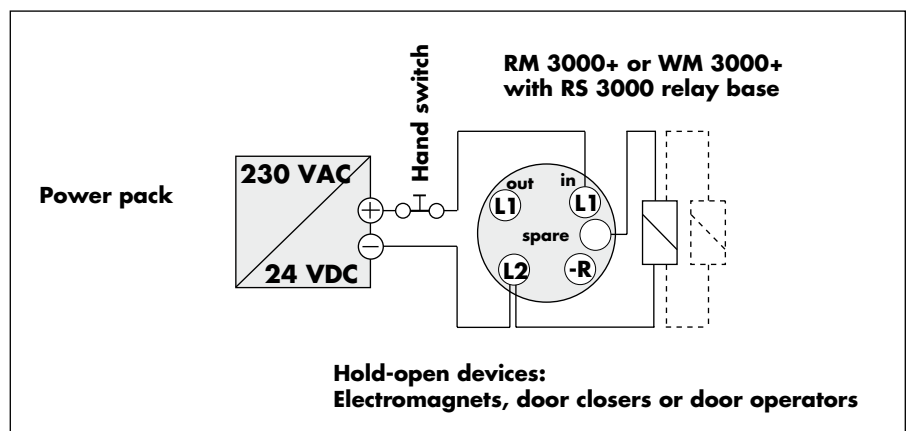 Hand switch
RM 3000+ or WM 3000+
with RS 3000 relay base
Power pack
230 VAC
24 VDC
+
−
out
in
L1
L1
spare
L2
-R
Hold-open devices:
Electromagnets, door closers or door operators